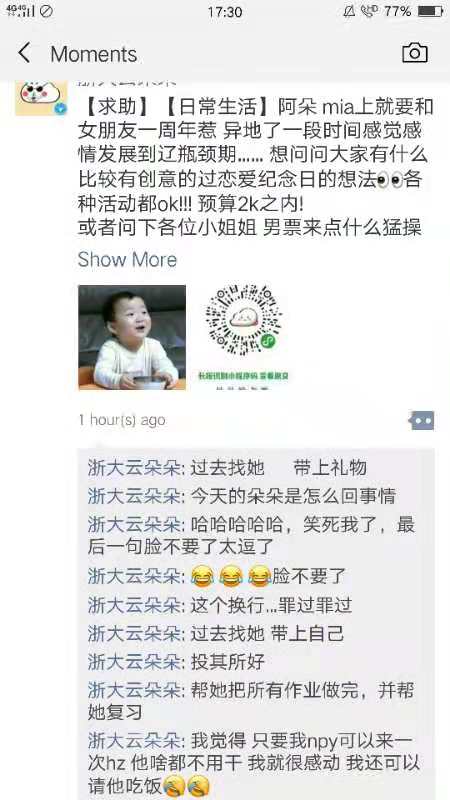 4G 4G
17:30
77%
Moments
浙大云朵朵
【求助】【日常生活】阿朵 mia上就要和
女朋友一周年惹 异地了一段时间感觉感
情发展到辽瓶颈期...... 想问问大家有什么
比较有创意的过恋爱纪念日的想法👀各
种活动都ok!!! 预算2k之内!
或者问下各位小姐姐 男票来点什么猛操
Show More
1 hour(s) ago
浙大云朵朵: 过去找她 带上礼物
浙大云朵朵: 今天的朵朵是怎么回事情
浙大云朵朵: 哈哈哈哈哈，笑死我了，最
后一句脸不要了太逗了
浙大云朵朵: 😂 😂 😂脸不要了
浙大云朵朵: 这个换行...罪过罪过
浙大云朵朵: 过去找她 带上自己
浙大云朵朵: 投其所好
浙大云朵朵: 帮她把所有作业做完，并帮
她复习
浙大云朵朵: 我觉得 只要我npy可以来一
次hz 他啥都不用干 我就很感动 我还可以
请他吃饭🤣🤣